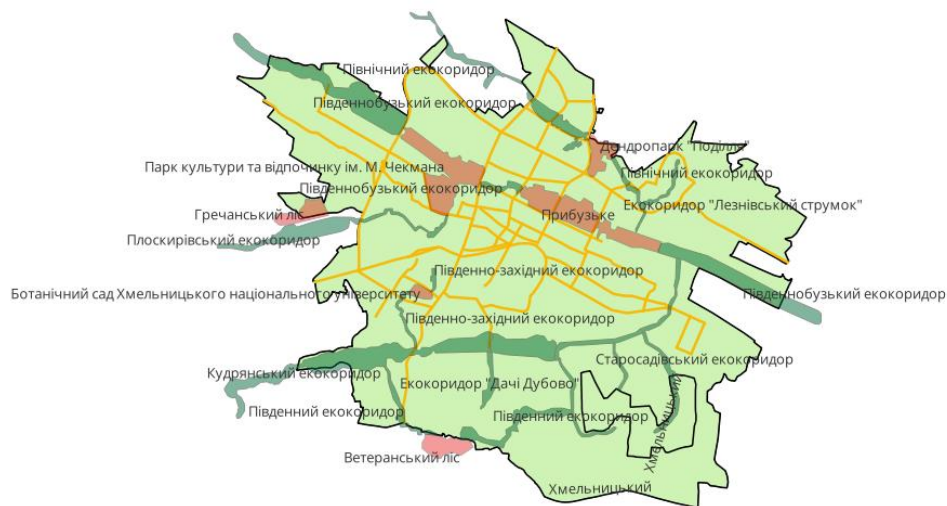 Північний екокоридор
Південнобузький екокоридор
Дендропарк "Поділля"
Парк культури та відпочинку ім. М. Чекмана
Північний екокоридор
Південнобузький екокоридор
Екокоридор "Лезнівський струмок"
Гречанський ліс
Прибузьке
Плоскирівський екокоридор
Південно-західний екокоридор
Ботанічний сад Хмельницького національного університету
Південнобузький екокоридор
Південно-західний екокоридор
Старосадівський екокоридор
Кудрянський екокоридор
Екокоридор "Дачі Дубово"
Південний екокоридор
Південний екокоридор
Хмельницький
Ветеранський ліс
Хмельницький